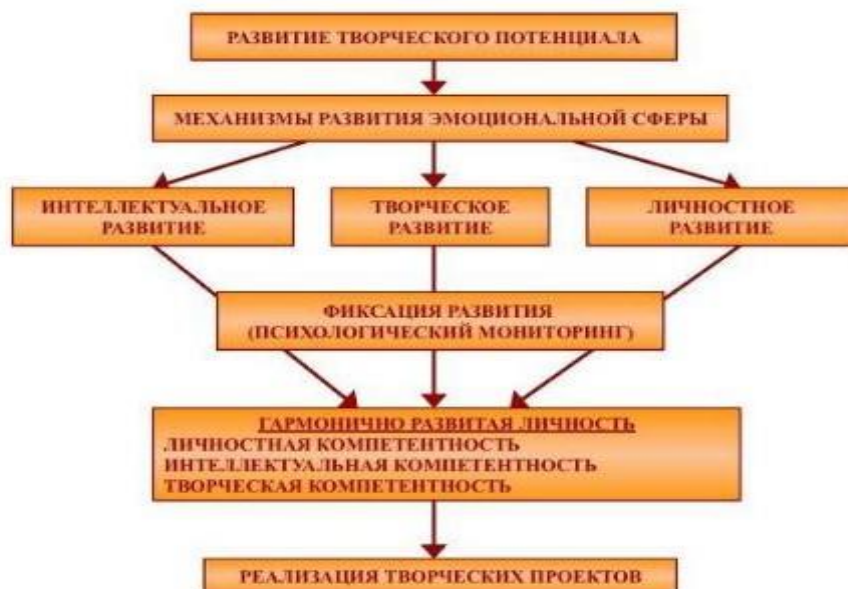 РАЗВИТИЕ ТВОРЧЕСКОГО ПОТЕНЦИАЛА
МЕХАНИЗМЫ РАЗВИТИЯ ЭМОЦИОНАЛЬНОЙ СФЕРЫ
ИНТЕЛЛЕКТУАЛЬНОЕ
РАЗВИТИЕ
ТВОРЧЕСКОЕ
РАЗВИТИЕ
ЛИЧНОСТНОЕ
РАЗВИТИЕ
ФИКСАЦИЯ РАЗВИТИЯ
(ПСИХОЛОГИЧЕСКИЙ МОНИТОРИНГ)
ГАРМОНИЧНО РАЗВИТАЯ ЛИЧНОСТЬ
ЛИЧНОСТНАЯ КОМПЕТЕНТНОСТЬ
ИНТЕЛЛЕКТУАЛЬНАЯ КОМПЕТЕНТНОСТЬ
ТВОРЧЕСКАЯ КОМПЕТЕНТНОСТЬ
РЕАЛИЗАЦИЯ ТВОРЧЕСКИХ ПРОЕКТОВ